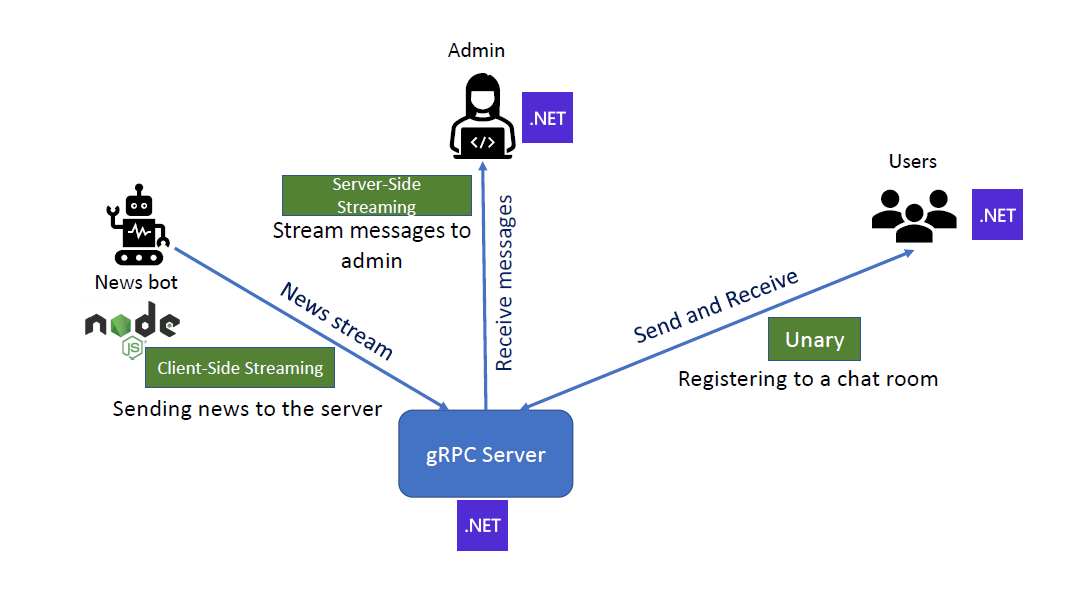 Admin
.NET
Server-Side
Streaming
Stream messages to
admin
Receive messages
Users
.NET
News bot
node
JS
News stream
Client-Side Streaming
Sending news to the server
Send and Receive
Unary
Registering to a chat room
gRPC Server
.NET